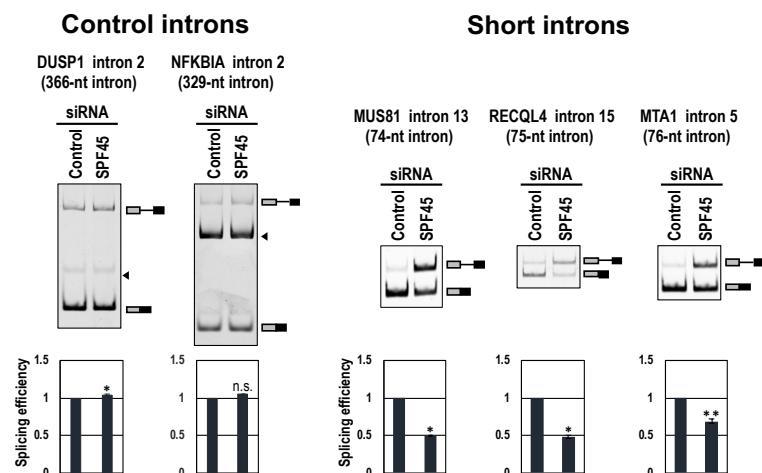 Control introns
Short introns
DUSP1 intron 2
(366-nt intron)
NFKBIA intron 2
(329-nt intron)
MUS81 intron 13
(74-nt intron)
RECQL4 intron 15
(75-nt intron)
MTA1 intron 5
(76-nt intron)
siRNA
Control
SPF45
siRNA
Control
SPF45
siRNA
Control
SPF45
siRNA
Control
SPF45
siRNA
Control
SPF45
Splicing efficiency
1.5
1
0.5
0
*
1.5
1
0.5
0
n.s.
Splicing efficiency
1.5
1
0.5
0
*
1.5
1
0.5
0
*
1.5
1
0.5
0
**